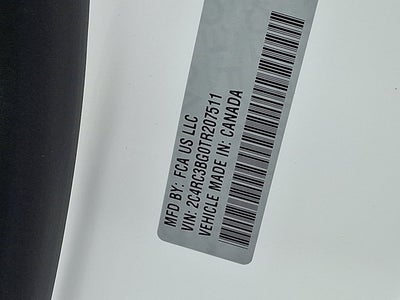 MFD BY: FCA US LLC
VIN: 2C4RC3BG0TR207511
VEHICLE MADE IN: CANADA